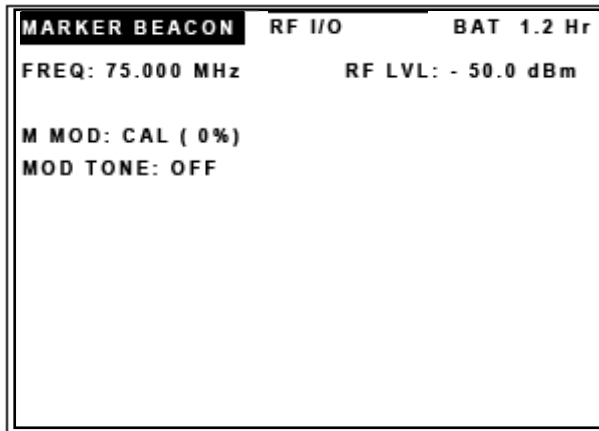 MARKER BEACON RF I/O BAT 1.2 Hr
FREQ: 75.000 MHz RF LVL: - 50.0 dBm
M MOD: CAL ( 0%)
MOD TONE: OFF